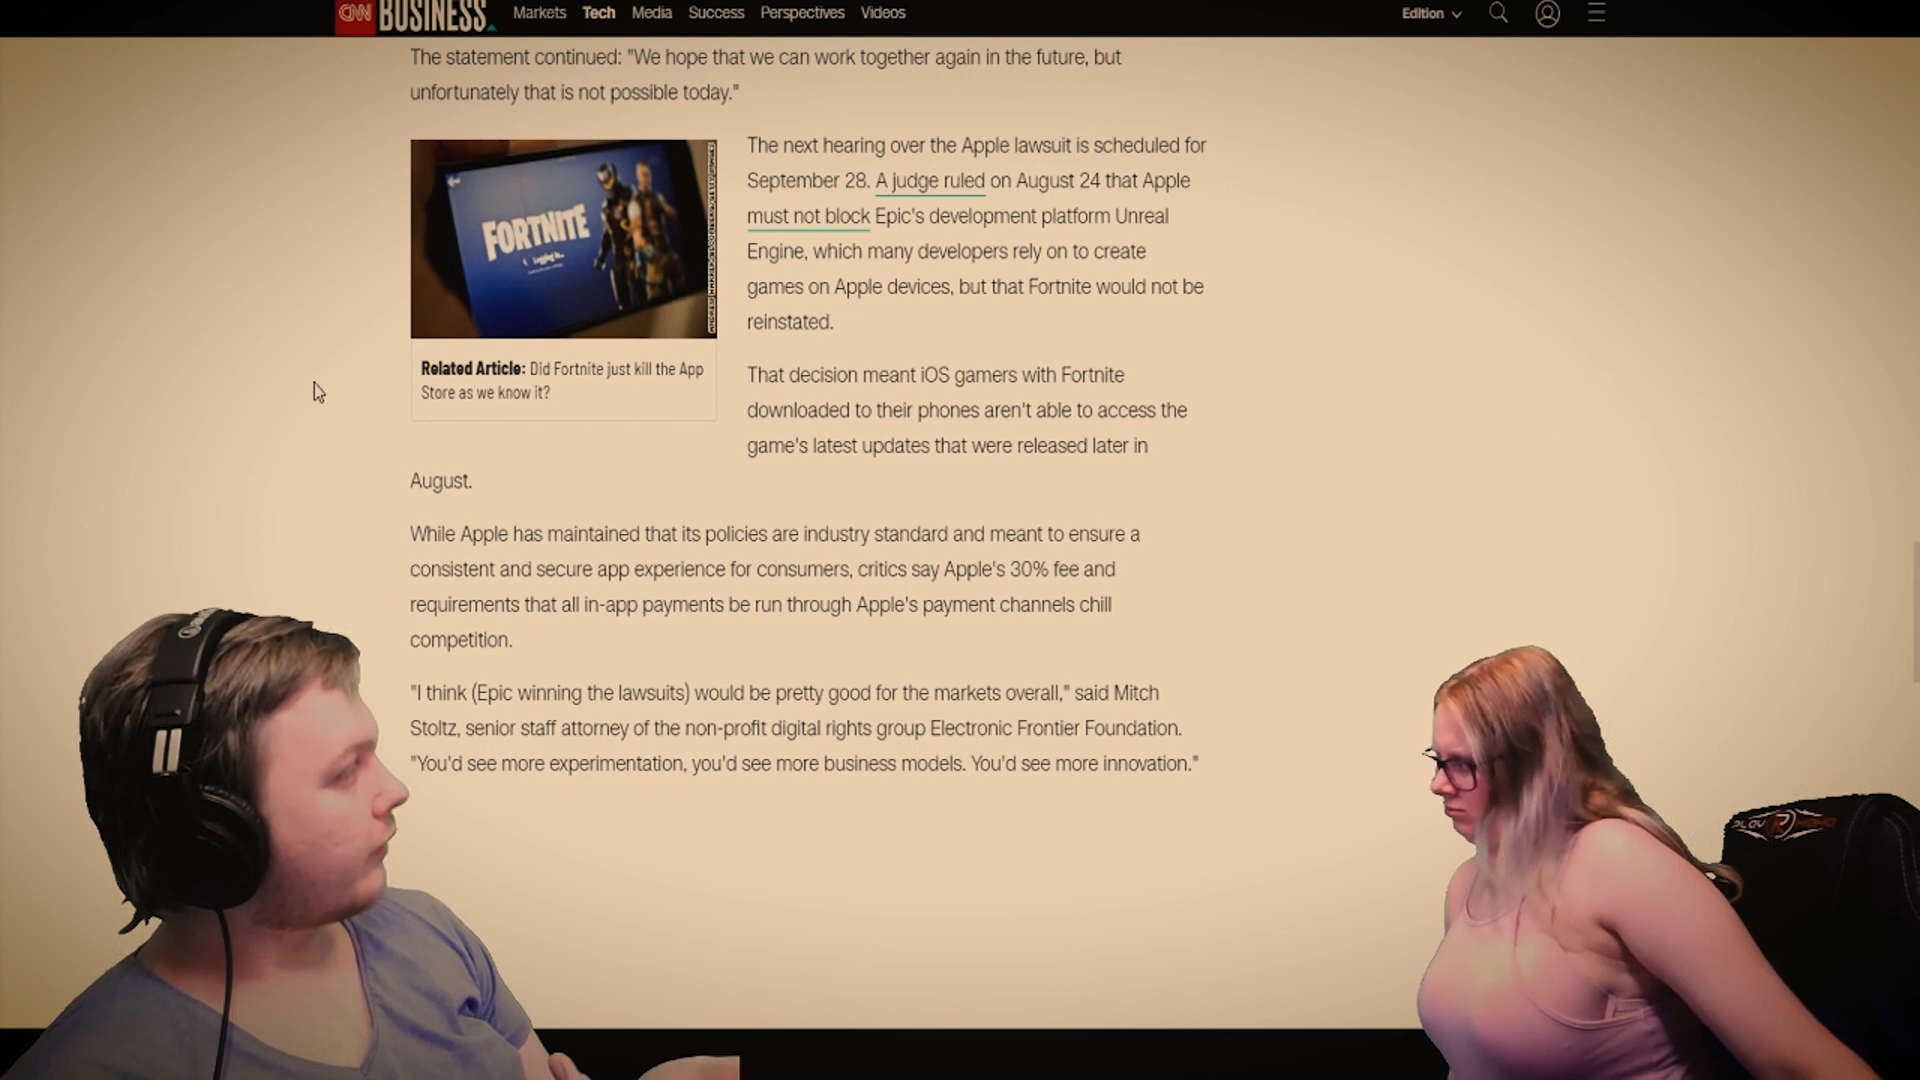 CNN BUSINESS Markets Tech Media Success Perspectives Videos Edition
The statement continued: "We hope that we can work together again in the future, but
unfortunately that is not possible today."
The next hearing over the Apple lawsuit is scheduled for
September 28. A judge ruled on August 24 that Apple
must not block Epic's development platform Unreal
Engine, which many developers rely on to create
games on Apple devices, but that Fortnite would not be
reinstated.
FORTNITE
Logging in...
Related Article: Did Fortnite just kill the App
Store as we know it?
That decision meant iOS gamers with Fortnite
downloaded to their phones aren't able to access the
game's latest updates that were released later in
August.
While Apple has maintained that its policies are industry standard and meant to ensure a
consistent and secure app experience for consumers, critics say Apple's 30% fee and
requirements that all in-app payments be run through Apple's payment channels chill
competition.
"I think (Epic winning the lawsuits) would be pretty good for the markets overall," said Mitch
Stoltz, senior staff attorney of the non-profit digital rights group Electronic Frontier Foundation.
"You'd see more experimentation, you'd see more business models. You'd see more innovation."